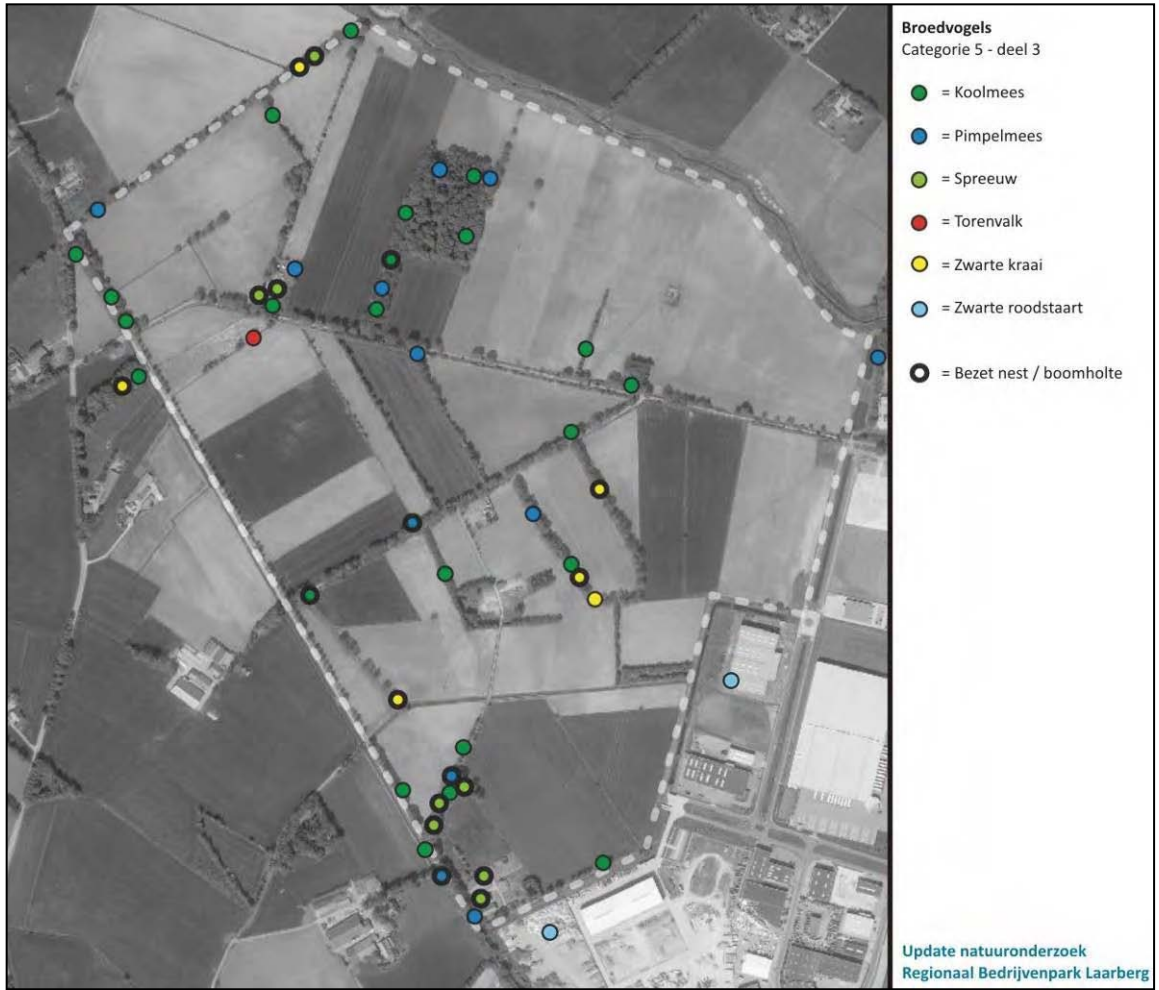 Broedvogels
Categorie 5 - deel 3
= Koolmees
= Pimpelmees
= Spreeuw
= Torenvalk
= Zwarte kraai
= Zwarte roodstaart
= Bezet nest / boomholte
Update natuuronderzoek
Regionaal Bedrijvenpark Laarberg